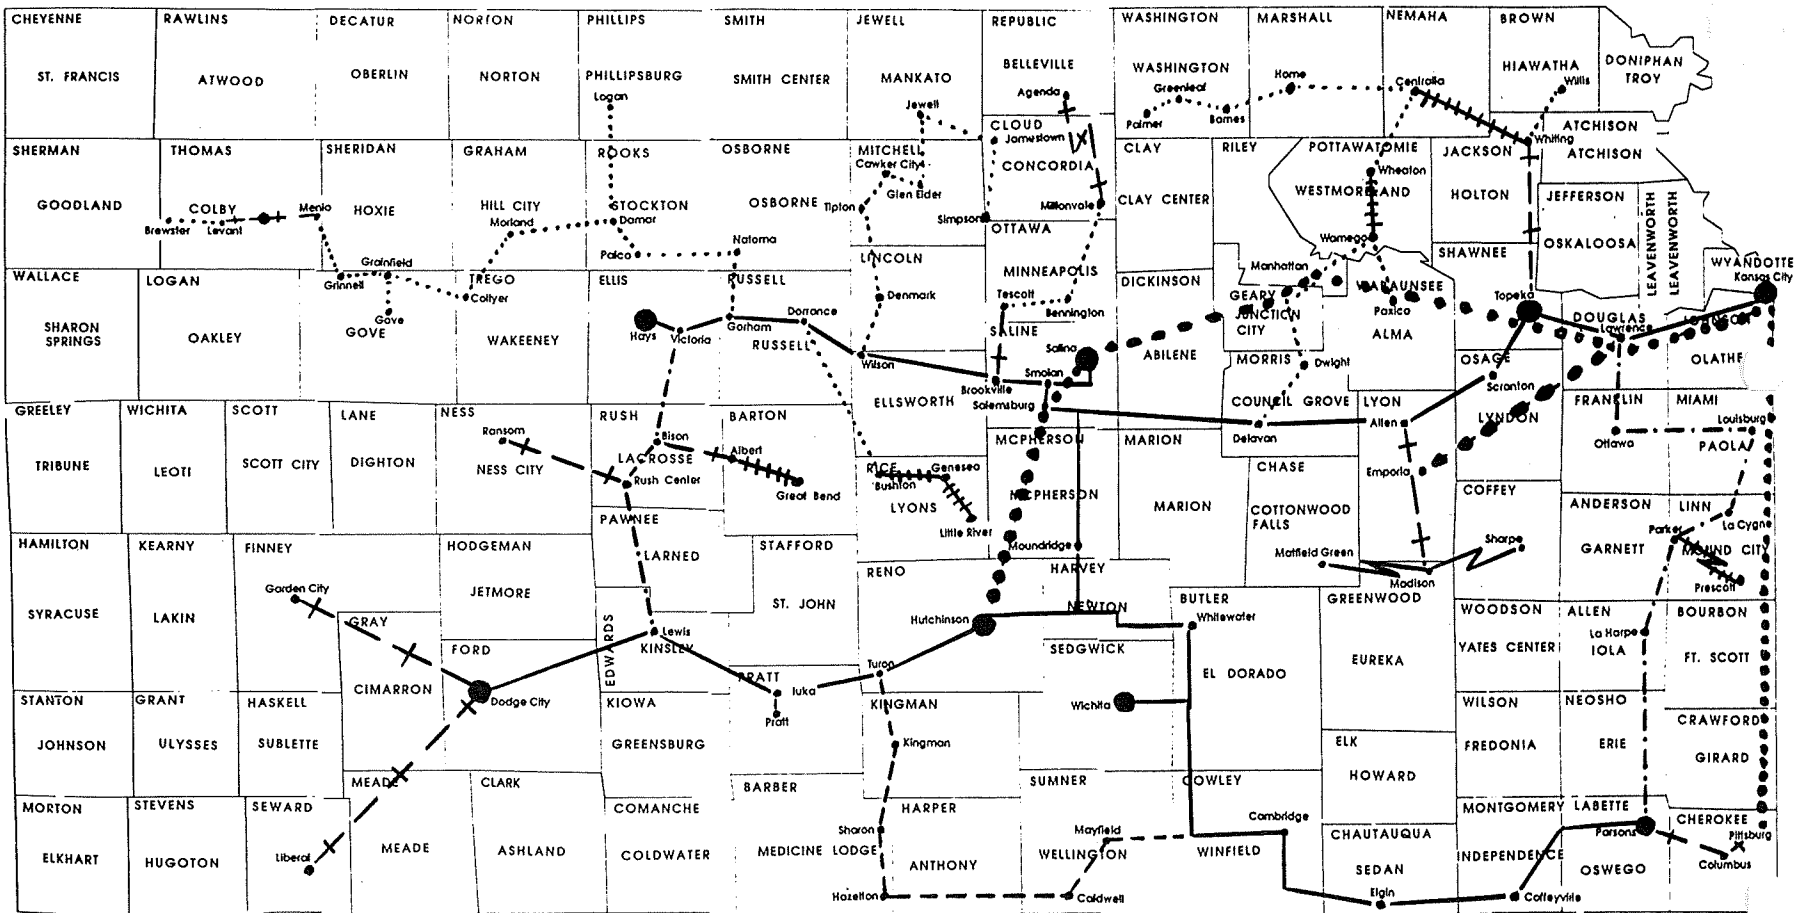 CHEYENNE
RAWLINS
DECATUR
NORTON
PHILLIPS
SMITH
JEWELL
REPUBLIC
WASHINGTON
MARSHALL
NEMAHA
BROWN
ST. FRANCIS
ATWOOD
OBERLIN
NORTON
PHILLIPSBURG
SMITH CENTER
MANKATO
BELLEVILLE
WASHINGTON
HIAWATHA
DONIPHAN
TROY
Logan
Jewell
Agenda
Greenleaf
Palmer
Barnes
Home
Centralia
Willis
SHERMAN
THOMAS
SHERIDAN
GRAHAM
ROOKS
OSBORNE
MITCHELL
CLOUD
Jamestown
CLAY
RILEY
POTTAWATOMIE
JACKSON
Whiting
ATCHISON
ATCHISON
GOODLAND
COLBY
HOXIE
HILL CITY
STOCKTON
OSBORNE
Cawker City
Glen Elder
CONCORDIA
CLAY CENTER
Wheaton
WESTMORELAND
HOLTON
JEFFERSON
OSKALOOSA
LEAVENWORTH
LEAVENWORTH
Brewster
Levant
Menlo
Morland
Damar
Palco
Natoma
Tipton
Simpson
Miltonvale
Wamego
WALLACE
LOGAN
Grainfield
Grinnell
TREGO
ELLIS
RUSSELL
LINCOLN
OTTAWA
DICKINSON
Manhattan
GEARY
WABAUNSEE
SHAWNEE
WYANDOTTE
Kansas City
SHARON
SPRINGS
OAKLEY
GOVE
Gove
Collyer
WAKEENEY
Hays
Victoria
Gorham
RUSSELL
Dorrance
Denmark
Wilson
MINNEAPOLIS
Tescott
Bennington
SALINE
Salina
ABILENE
JUNCTION
CITY
Paxico
ALMA
Topeka
DOUGLAS
Lawrence
JOHNSON
OLATHE
Brookville
Smolan
Salemsburg
MORRIS
Dwight
OSAGE
Scranton
GREELEY
WICHITA
SCOTT
LANE
NESS
RUSH
BARTON
ELLSWORTH
COUNCIL GROVE
Delavan
LYON
Allen
LYNDON
FRANKLIN
MIAMI
Louisburg
TRIBUNE
LEOTI
SCOTT CITY
DIGHTON
Ransom
NESS CITY
Bison
LACROSSE
Rush Center
Albert
Great Bend
RICE
Bushton
Geneseo
LYONS
Little River
MCPHERSON
MCPHERSON
MARION
MARION
CHASE
Emporia
Ottawa
PAOLA
HAMILTON
KEARNY
FINNEY
HODGEMAN
PAWNEE
LARNED
STAFFORD
RENO
Moundridge
HARVEY
COTTONWOOD
FALLS
Matfield Green
Madison
COFFEY
Sharpe
ANDERSON
GARNETT
LINN
Parker
La Cygne
MOUND CITY
Prescott
SYRACUSE
LAKIN
Garden City
GRAY
JETMORE
ST. JOHN
Hutchinson
NEWTON
BUTLER
Whitewater
GREENWOOD
WOODSON
ALLEN
BOURBON
CIMARRON
FORD
EDWARDS
Lewis
KINSLEY
Turon
SEDGWICK
EL DORADO
EUREKA
YATES CENTER
La Harpe
IOLA
FT. SCOTT
STANTON
GRANT
HASKELL
Dodge City
KIOWA
PRATT
Iuka
Pratt
KINGMAN
Wichita
WILSON
NEOSHO
CRAWFORD
JOHNSON
ULYSSES
SUBLETTE
GREENSBURG
Kingman
ELK
HOWARD
FREDONIA
ERIE
GIRARD
MORTON
STEVENS
SEWARD
MEADE
CLARK
COMANCHE
BARBER
HARPER
SUMNER
COWLEY
MONTGOMERY
LABETTE
CHEROKEE
ELKHART
HUGOTON
Liberal
MEADE
ASHLAND
COLDWATER
MEDICINE LODGE
Sharon
ANTHONY
Mayfield
WELLINGTON
WINFIELD
Cambridge
CHAUTAUQUA
SEDAN
INDEPENDENCE
Parsons
OSWEGO
Pittsburg
Columbus
Hazelton
Caldwell
Elgin
Coffeyville